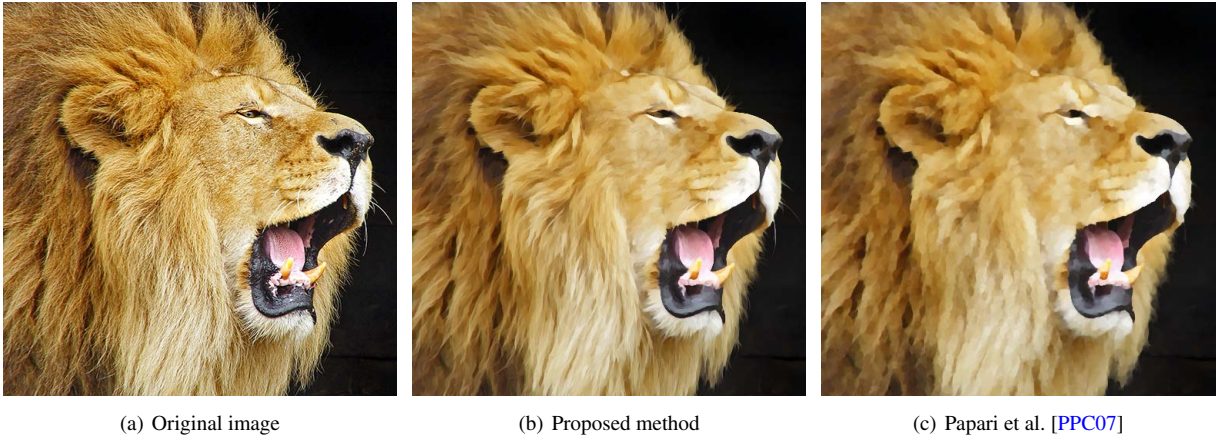 (a) Original image
(b) Proposed method
(c) Papari et al. [PPC07]